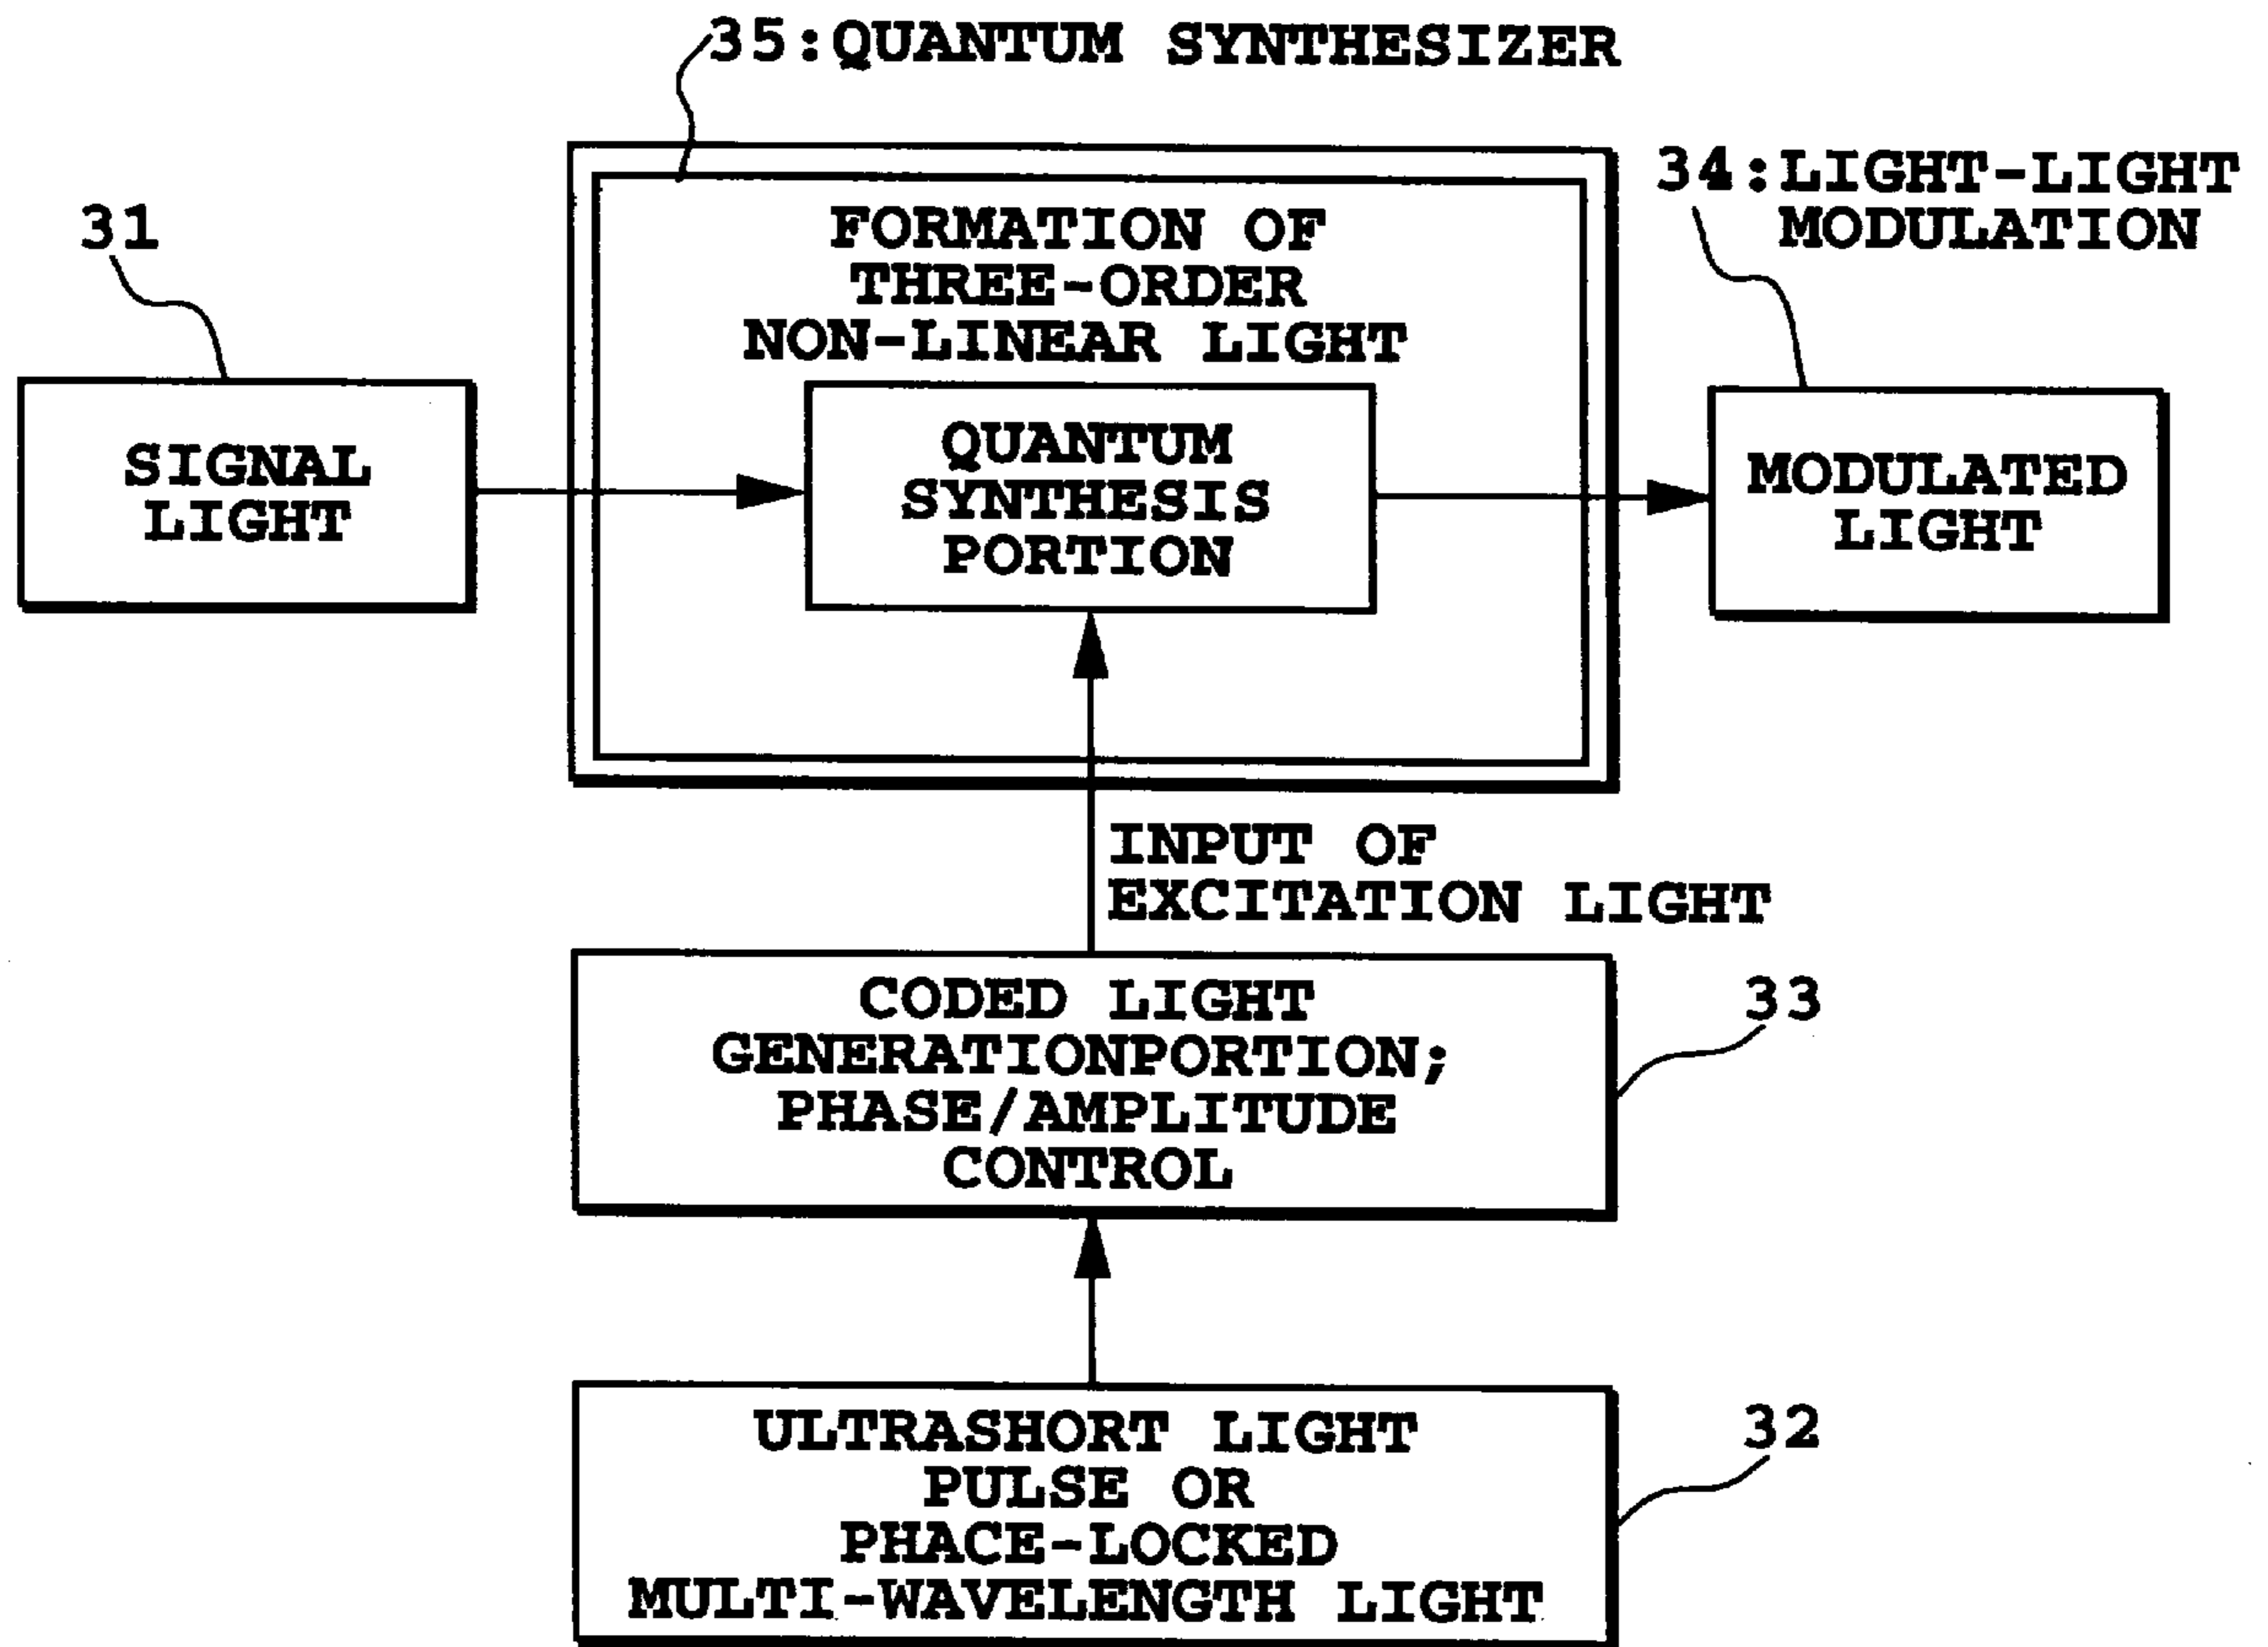 35:QUANTUM SYNTHESIZER
34:LIGHT-LIGHT
MODULATION
31
FORMATION OF
THREE-ORDER
NON-LINEAR LIGHT
SIGNAL
LIGHT
QUANTUM
SYNTHESIS
PORTION
MODULATED
LIGHT
INPUT OF
EXCITATION LIGHT
CODED LIGHT
GENERATIONPORTION;
PHASE/AMPLITUDE
CONTROL
33
ULTRASHORT LIGHT
PULSE OR
PHACE-LOCKED
MULTI-WAVELENGTH LIGHT
32